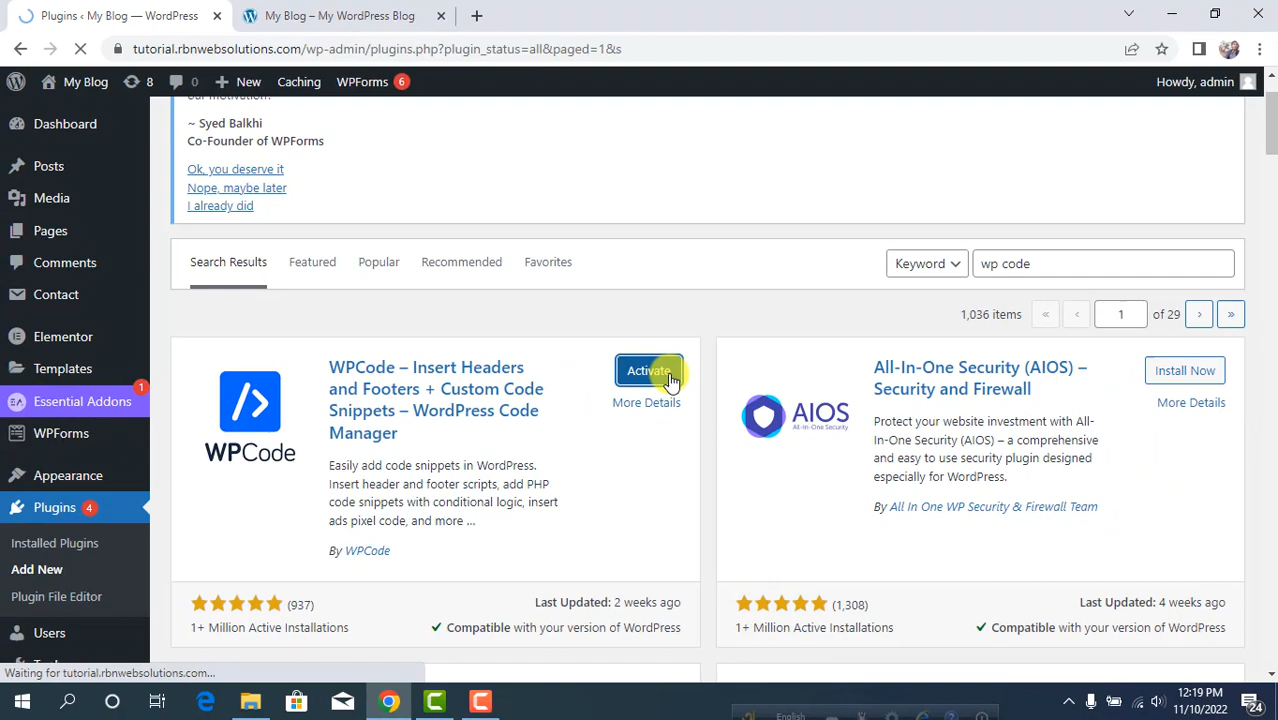 Plugins ‹ My Blog — WordPress
My Blog – My WordPress Blog
tutorial.rbnwebsolutions.com/wp-admin/plugins.php?plugin_status=all&paged=1&s
My Blog
8
0
New
Caching
WPForms 6
Howdy, admin
Dashboard
Posts
Media
Pages
Comments
Contact
Elementor
Templates
Essential Addons 1
WPForms
Appearance
Plugins 4
Installed Plugins
Add New
Plugin File Editor
Users
~ Syed Balkhi
Co-Founder of WPForms
Ok, you deserve it
Nope, maybe later
I already did
Search Results
Featured
Popular
Recommended
Favorites
Keyword
wp code
1,036 items
«
‹
1
of 29
›
»
WPCode
WPCode – Insert Headers
and Footers + Custom Code
Snippets – WordPress Code
Manager
Activate
More Details
Easily add code snippets in WordPress.
Insert header and footer scripts, add PHP
code snippets with conditional logic, insert
ads pixel code, and more ...
By WPCode
(937)
Last Updated: 2 weeks ago
1+ Million Active Installations
Compatible with your version of WordPress
AIOS
All-In-One Security
All-In-One Security (AIOS) –
Security and Firewall
Install Now
More Details
Protect your website investment with All-
In-One Security (AIOS) – a comprehensive
and easy to use security plugin designed
especially for WordPress.
By All In One WP Security & Firewall Team
(1,308)
Last Updated: 4 weeks ago
1+ Million Active Installations
Compatible with your version of WordPress
Waiting for tutorial.rbnwebsolutions.com...
English
12:19 PM
11/10/2022
24